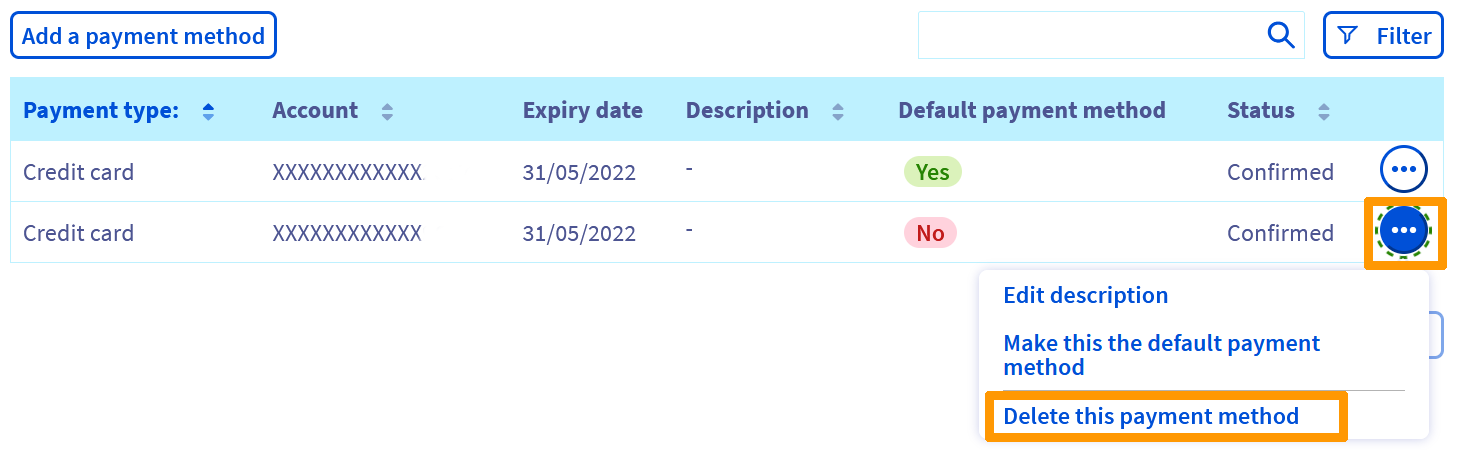 Add a payment method
Filter
Payment type: Account Expiry date Description Default payment method Status
Credit card XXXXXXXXXXXX 31/05/2022 - Yes Confirmed
Credit card XXXXXXXXXXXX 31/05/2022 - No Confirmed
Edit description
Make this the default payment
method
Delete this payment method